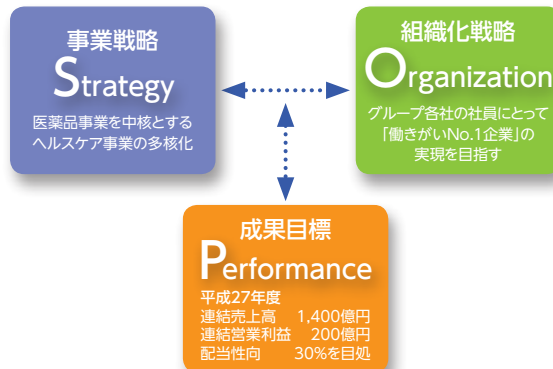 事業戦略
Strategy
医薬品事業を中核とする
ヘルスケア事業の多核化
組織化戦略
Organization
グループ各社の社員にとって
「働きがいNo.1企業」の
実現を目指す
成果目標
Performance
平成27年度
連結売上高 1,400億円
連結営業利益 200億円
配当性向 30%を目処